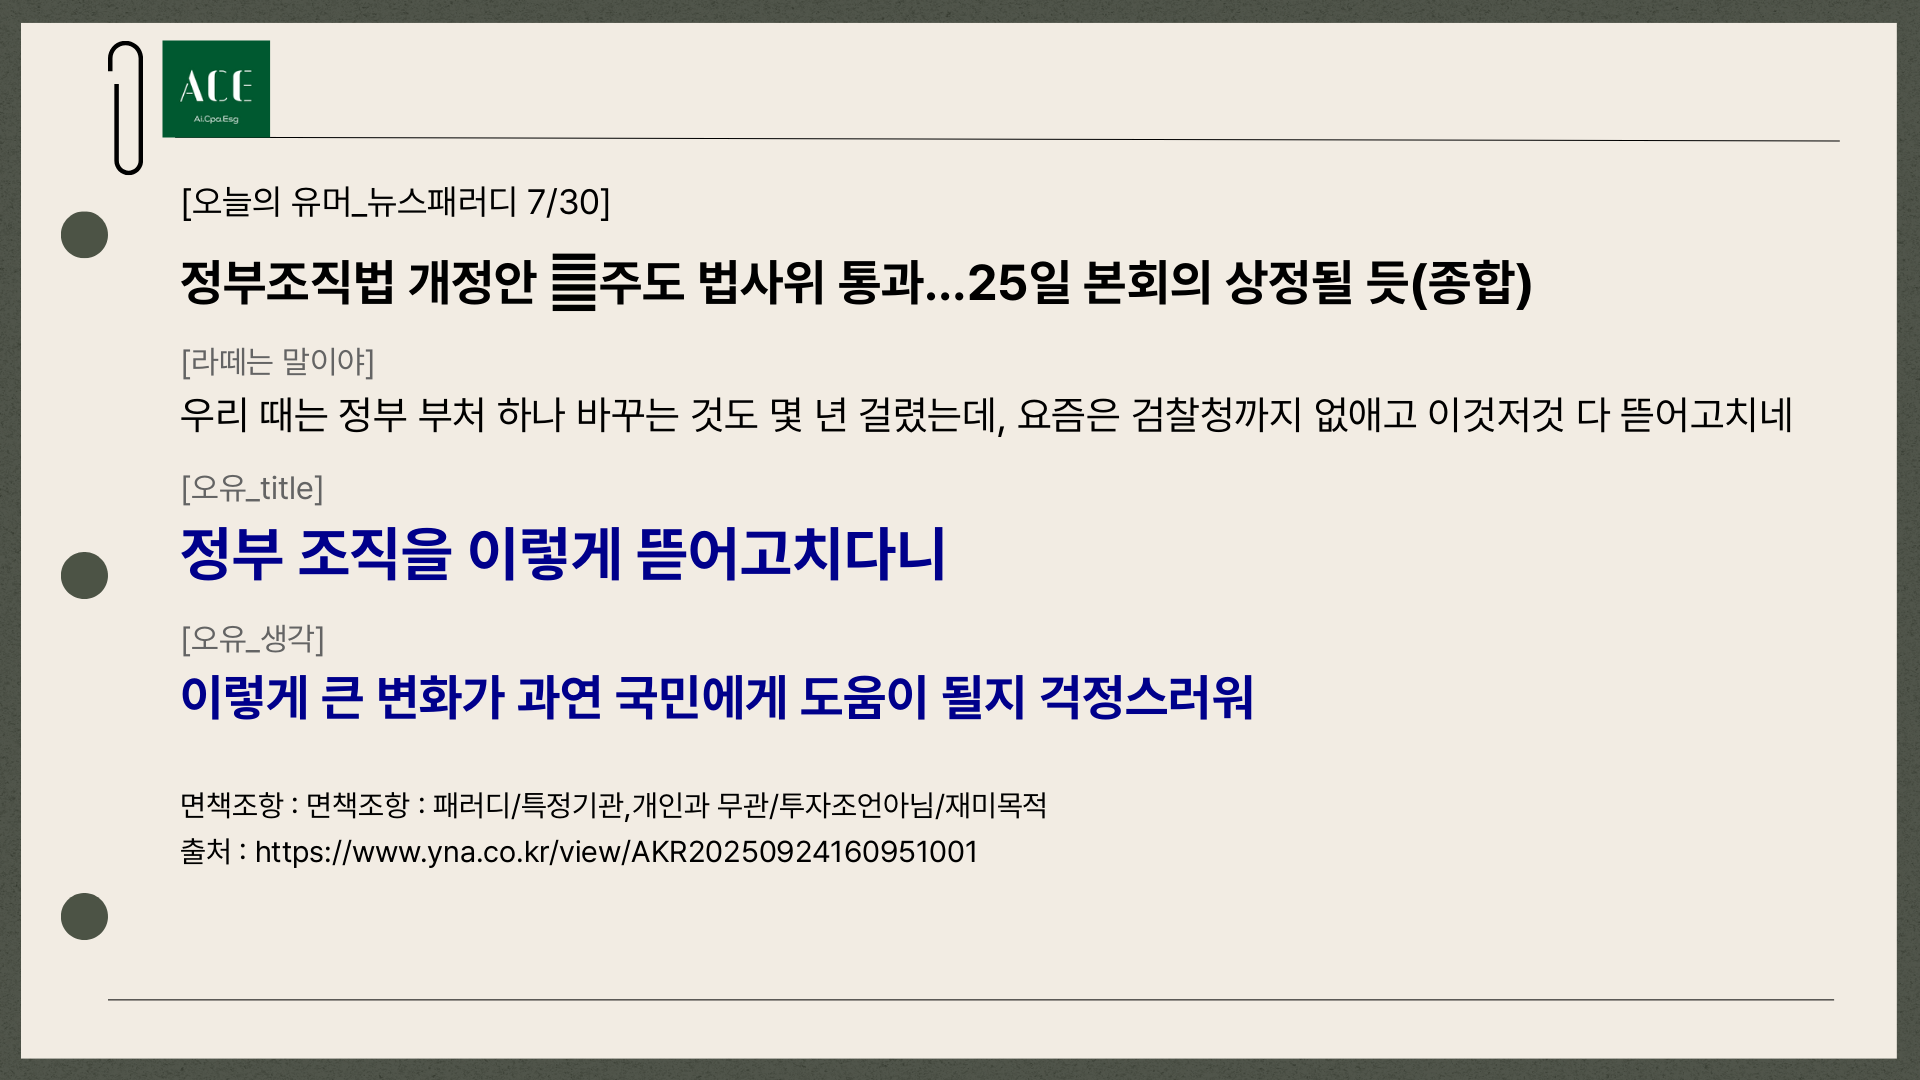 ACE
Ai.Cpa.Esg
[오늘의 유머_뉴스패러디 7/30]
정부조직법 개정안 주도 법사위 통과...25일 본회의 상정될 듯(종합)
[라떼는 말이야]
우리 때는 정부 부처 하나 바꾸는 것도 몇 년 걸렸는데, 요즘은 검찰청까지 없애고 이것저것 다 뜯어고치네
[오유_title]
정부 조직을 이렇게 뜯어고치다니
[오유_생각]
이렇게 큰 변화가 과연 국민에게 도움이 될지 걱정스러워
면책조항 : 면책조항 : 패러디/특정기관,개인과 무관/투자조언아님/재미목적
출처 : https://www.yna.co.kr/view/AKR20250924160951001